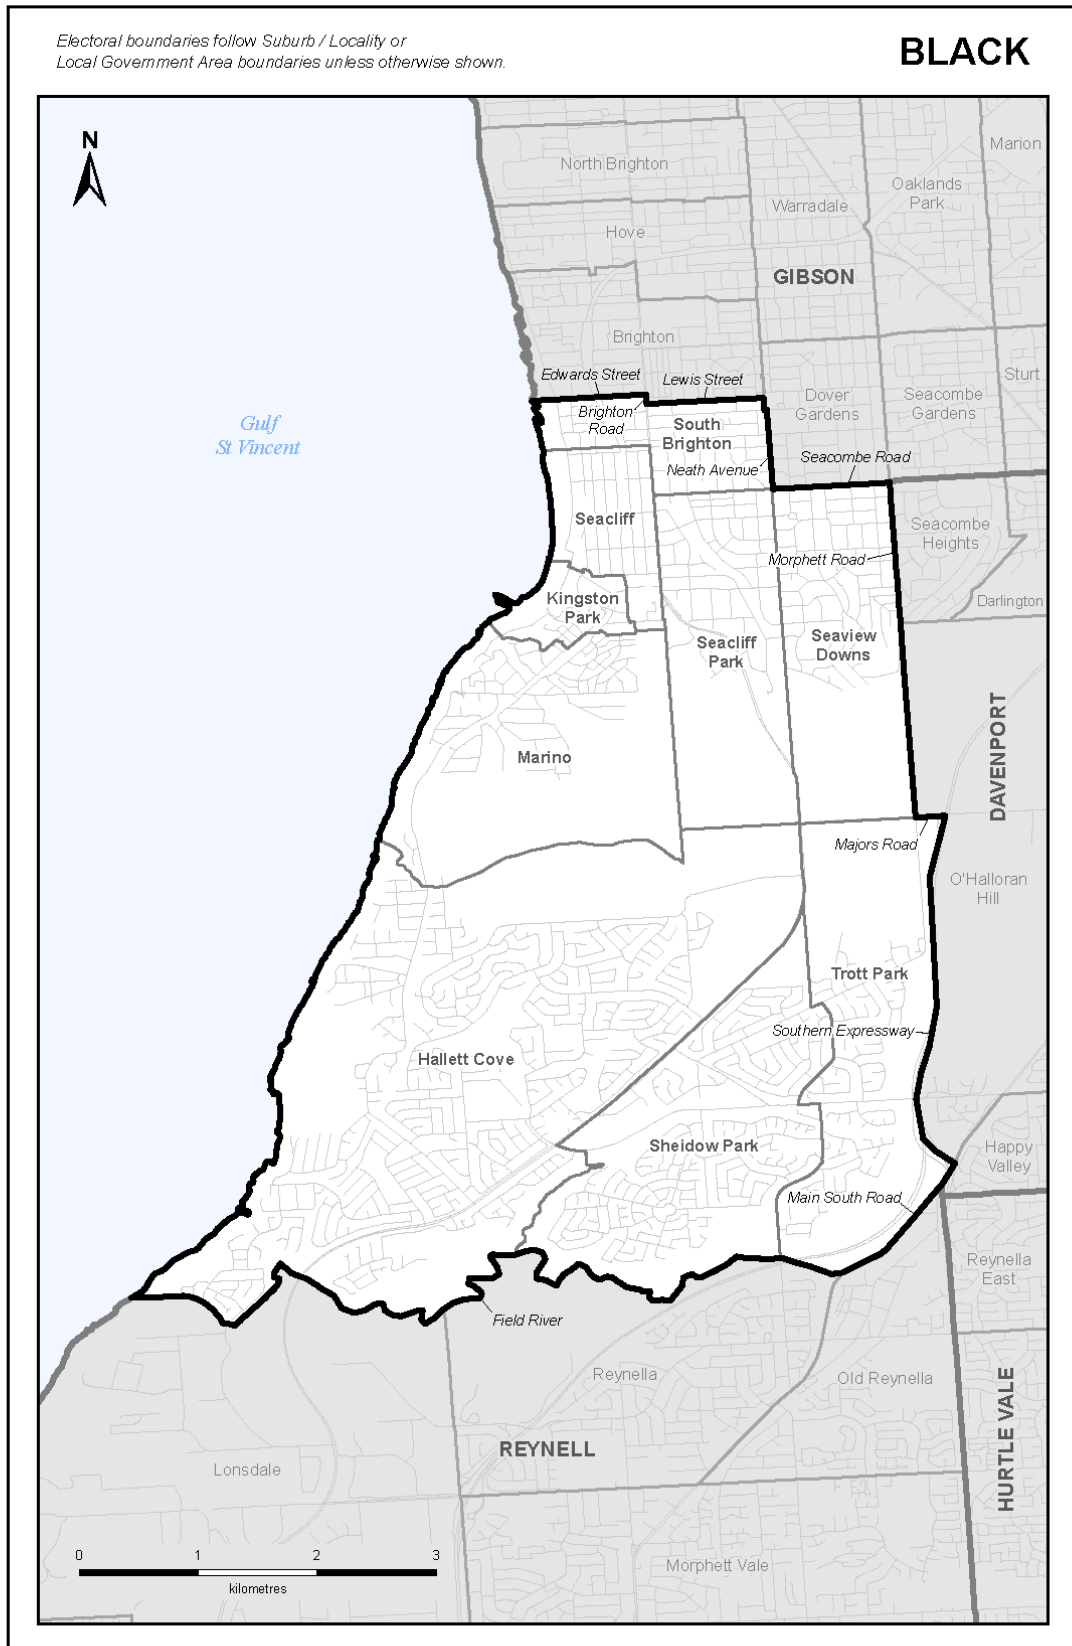 Electoral boundaries follow Suburb / Locality or
Local Government Area boundaries unless otherwise shown.
BLACK
N
Marion
North Brighton
Oaklands
Park
Warradale
Hove
GIBSON
Brighton
Edwards Street
Lewis Street
Sturt
Dover
Gardens
Seacombe
Gardens
Brighton
Road
South
Brighton
Gulf
St Vincent
Neath Avenue
Seacombe Road
Seacliff
Seacombe
Heights
Morphett Road
Kingston
Park
Darlington
Seacliff
Park
Seaview
Downs
DAVENPORT
Marino
Majors Road
O'Halloran
Hill
Trott Park
Southern Expressway
Hallett Cove
Sheidow Park
Happy
Valley
Main South Road
Reynella
East
Field River
Reynella
Old Reynella
HURTLE VALE
REYNELL
Lonsdale
Morphett Vale
0 1 2 3
kilometres